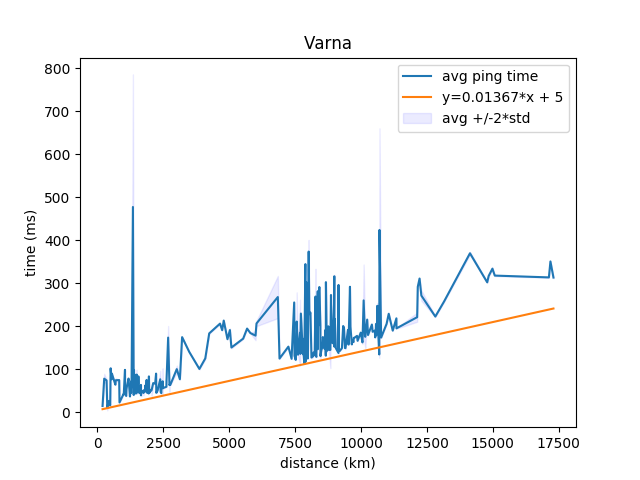 Varna
avg ping time
y=0.01367*x + 5
avg +/-2*std
time (ms)
800
700
600
500
400
300
200
100
0
0 2500 5000 7500 10000 12500 15000 17500
distance (km)